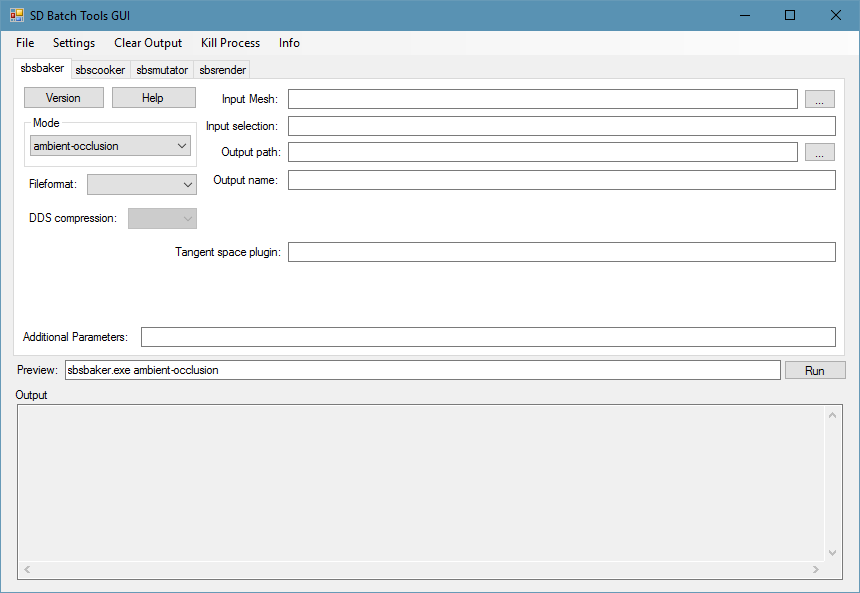 SD Batch Tools GUI
File Settings Clear Output Kill Process Info
sbsbaker sbscooker sbsmutator sbsrender
Version Help Input Mesh: ...
Mode
Input selection:
ambient-occlusion
Output path: ...
Fileformat: Output name:
DDS compression:
Tangent space plugin:
Additional Parameters:
Preview: sbsbaker.exe ambient-occlusion Run
Output